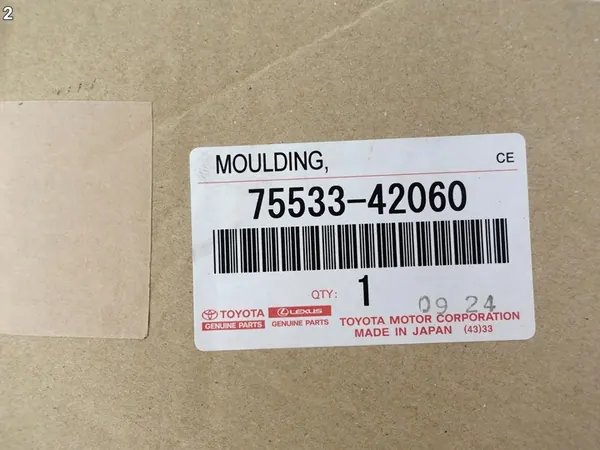 2
MOULDING,
CE
75533-42060
QTY: 1
09 24
TOYOTA
GENUINE PARTS
LEXUS
GENUINE PARTS
TOYOTA MOTOR CORPORATION
MADE IN JAPAN (43)33